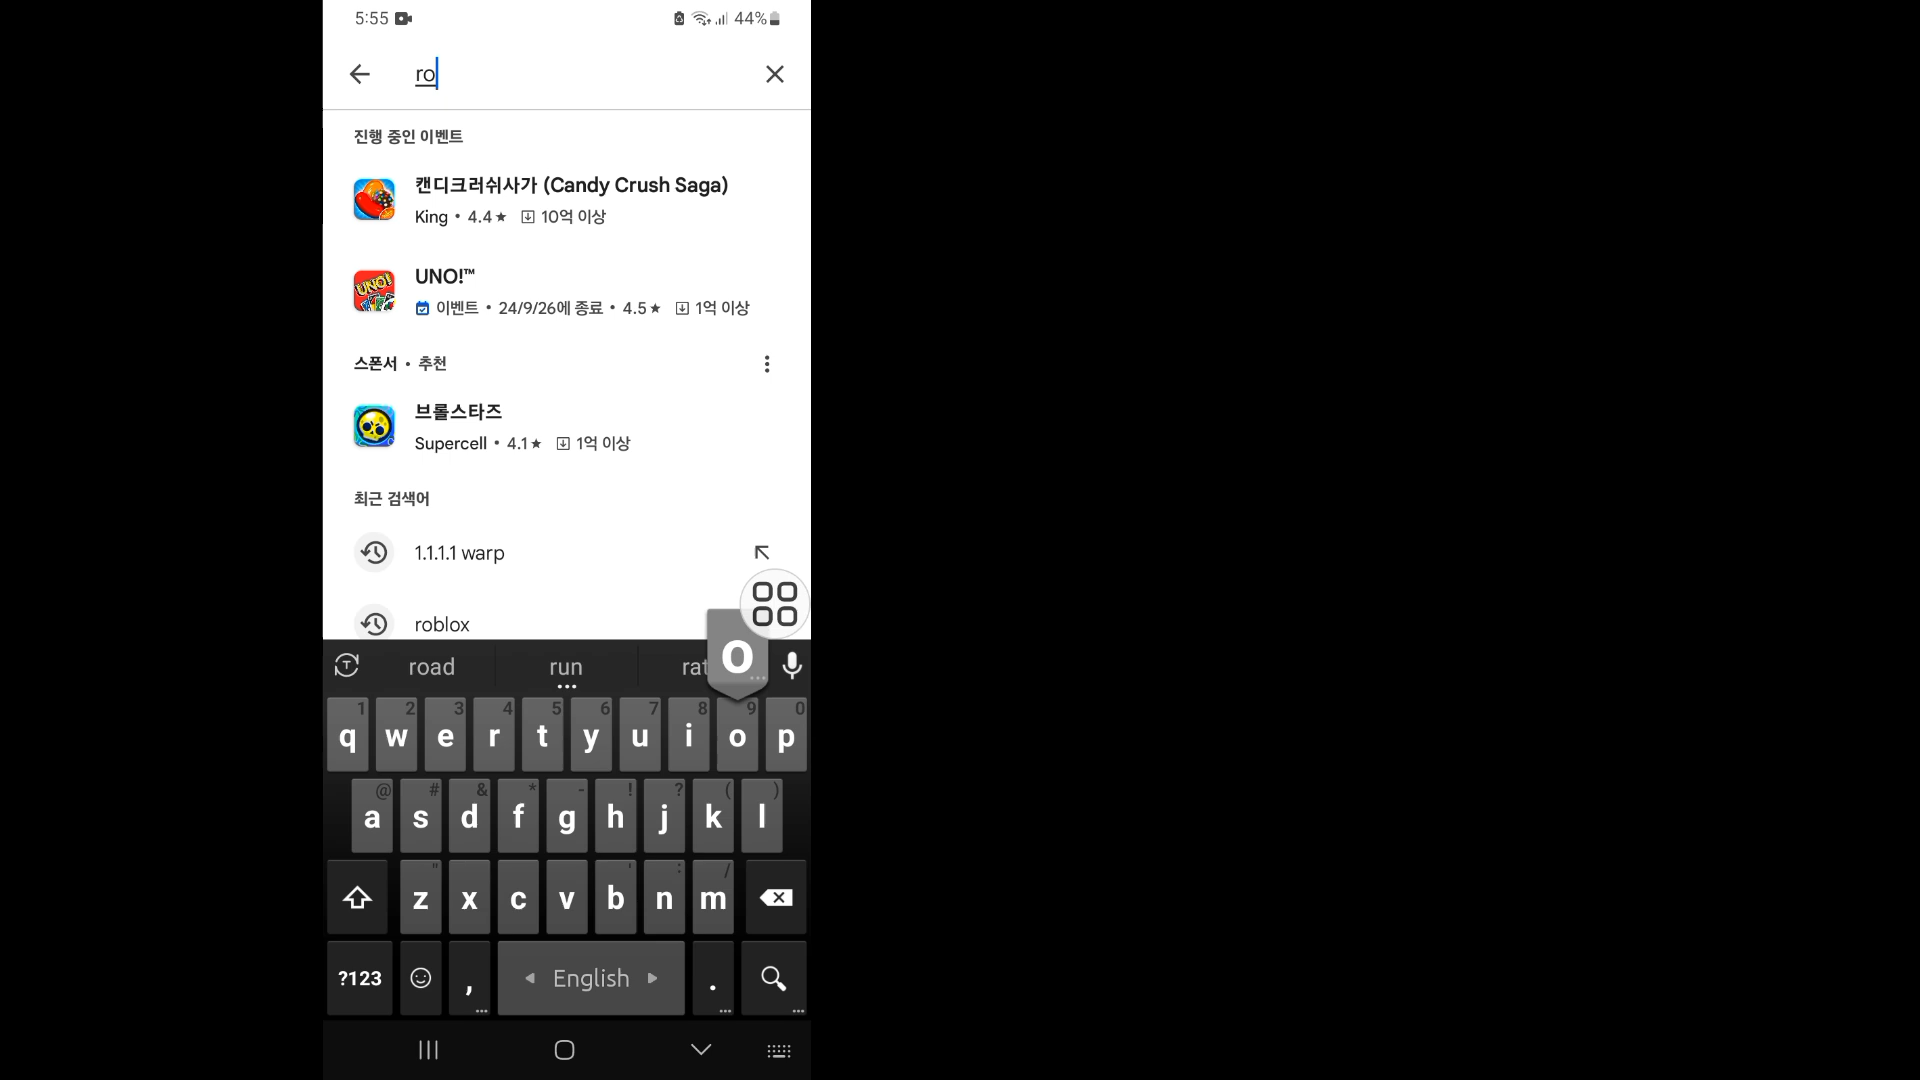 5:55
44%
ro
진행 중인 이벤트
캔디크러쉬사가 (Candy Crush Saga)
King • 4.4★ 10억 이상
UNO!
UNO!™
이벤트 • 24/9/26에 종료 • 4.5★ 1억 이상
스폰서 • 추천
브롤스타즈
Supercell • 4.1★ 1억 이상
최근 검색어
1.1.1.1 warp
roblox
o
road run rat
1 2 3 4 5 6 7 8 9 0
q w e r t y u i o p
@ # & * - ! ? ( )
a s d f g h j k l
" ' : /
z x c v b n m
?123 , English .